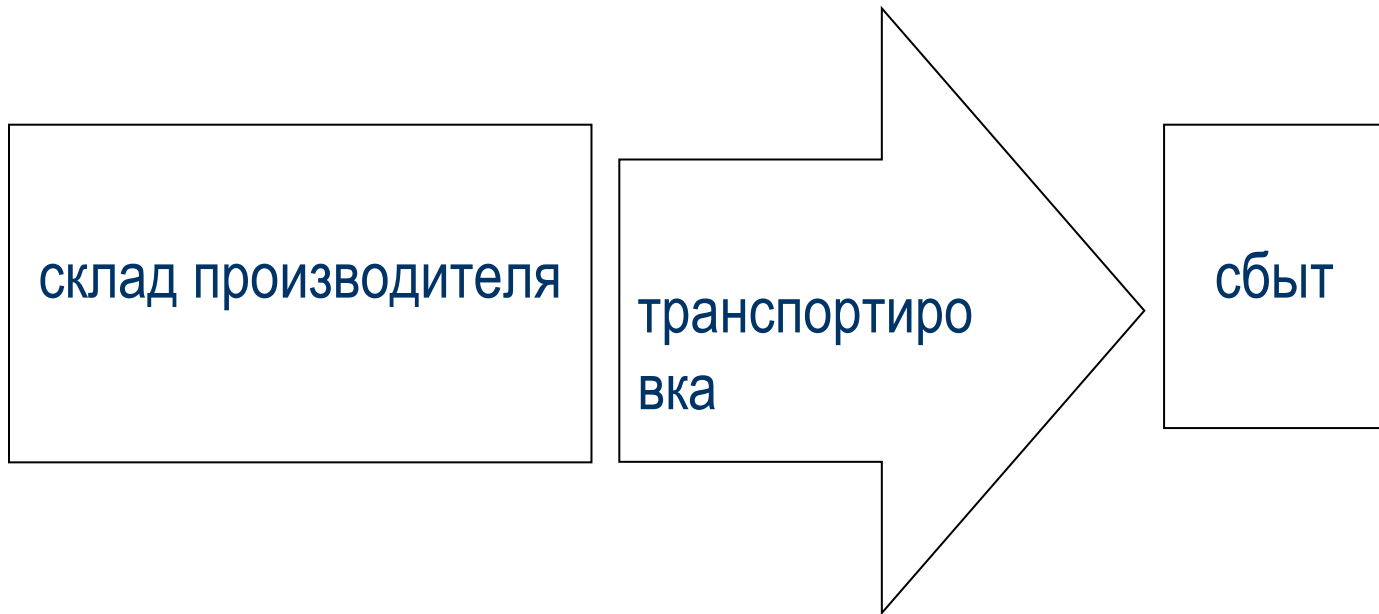 склад производителя
транспортиро
вка
сбыт